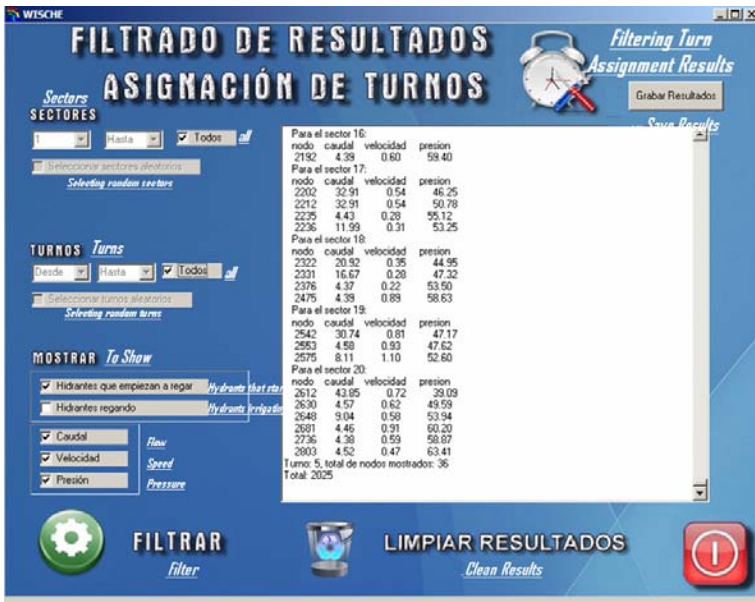 WISCHE
FILTRADO DE RESULTADOS
ASIGNACIÓN DE TURNOS
Filtering Turn
Assignment Results
Grabar Resultados
Save Results
Sectors
SECTORES
1 Hasta Todos all
Seleccionar sectores aleatorios
Selecting random sectors
TURNOS Turns
Desde Hasta Todos all
Seleccionar turnos aleatorios
Selecting random turns
MOSTRAR To Show
Hidrantes que empiezan a regar Hydrants that star
Hidrantes regando Hydrants irrigatin
Caudal Flow
Velocidad Speed
Presión Pressure
Para el sector 16:
nodo caudal velocidad presion
2192 4.39 0.60 59.40
Para el sector 17:
nodo caudal velocidad presion
2202 32.91 0.54 46.25
2212 32.91 0.54 50.78
2235 4.43 0.28 55.12
2236 11.99 0.31 53.25
Para el sector 18:
nodo caudal velocidad presion
2322 20.92 0.35 44.95
2331 16.67 0.28 47.32
2376 4.37 0.22 53.50
2475 4.39 0.89 58.63
Para el sector 19:
nodo caudal velocidad presion
2542 30.74 0.81 47.17
2553 4.58 0.93 47.62
2575 8.11 1.10 52.60
Para el sector 20:
nodo caudal velocidad presion
2612 43.85 0.72 39.09
2630 4.57 0.62 49.59
2648 9.04 0.58 53.94
2681 4.46 0.91 60.20
2736 4.38 0.59 58.87
2803 4.52 0.47 63.41
Turno: 5, total de nodos mostrados: 36
Total: 2025
FILTRAR
Filter
LIMPIAR RESULTADOS
Clean Results